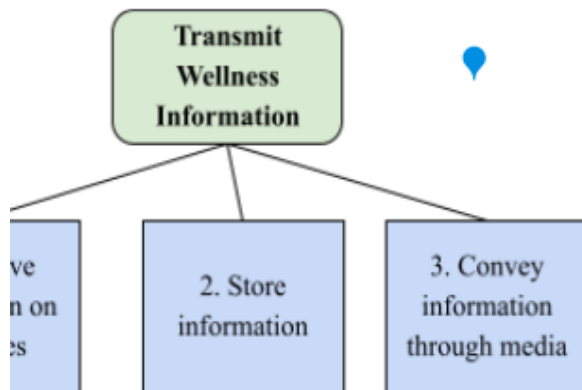 Transmit
Wellness
Information
ve
n on
es
2. Store
information
3. Convey
information
through media